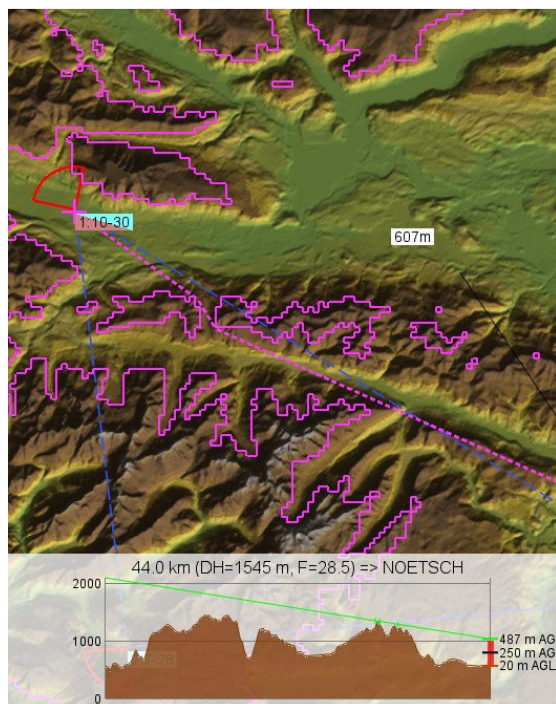 1:10-30
607m
44.0 km (DH=1545 m, F=28.5) => NOETSCH
2000
1000
0
487 m AG
250 m AG
20 m AGL